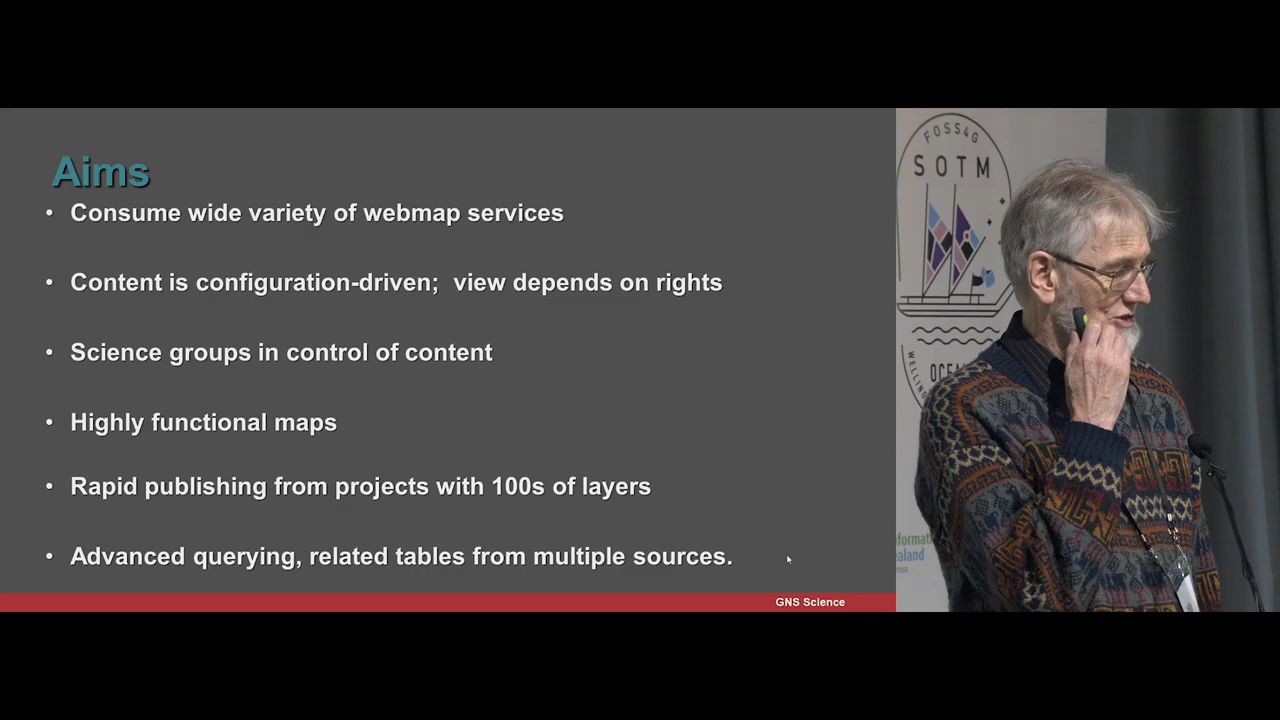 Aims
• Consume wide variety of webmap services
• Content is configuration-driven;  view depends on rights
• Science groups in control of content
• Highly functional maps
• Rapid publishing from projects with 100s of layers
• Advanced querying, related tables from multiple sources.
GNS Science
FOSS4G
SOTM